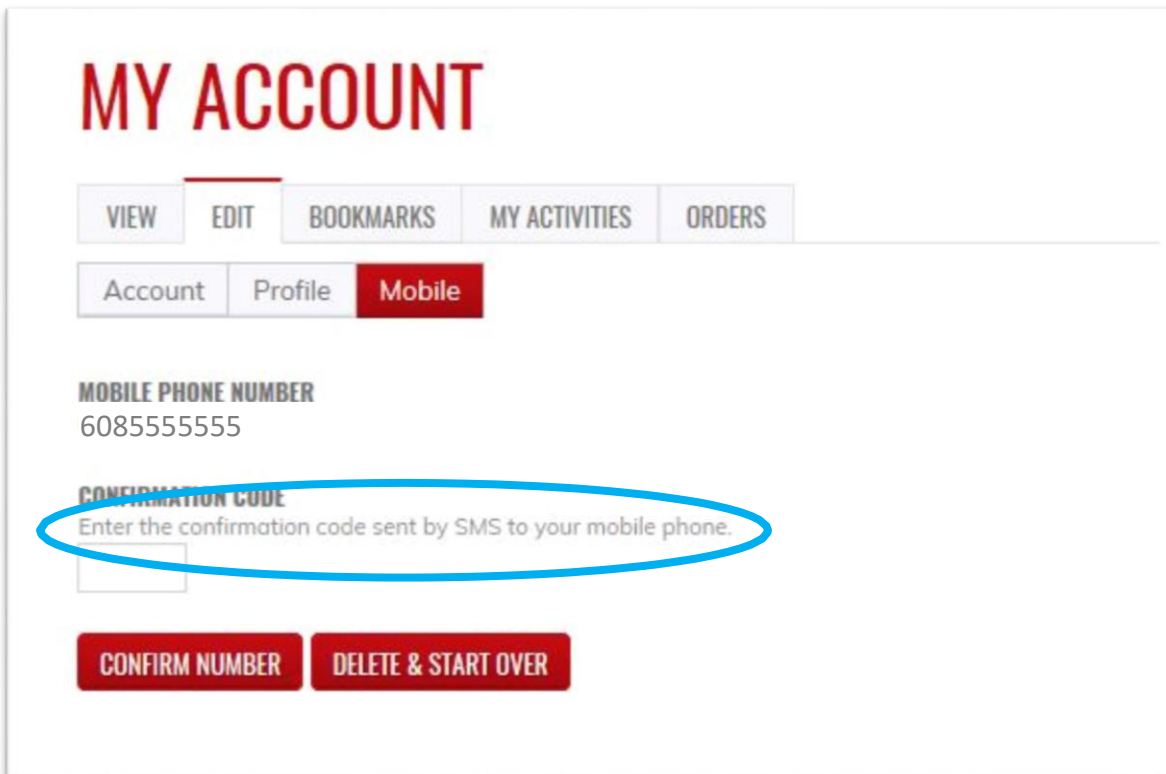 MY ACCOUNT
VIEW EDIT BOOKMARKS MY ACTIVITIES ORDERS
Account Profile Mobile
MOBILE PHONE NUMBER
6085555555
CONFIRMATION CODE
Enter the confirmation code sent by SMS to your mobile phone.
CONFIRM NUMBER DELETE & START OVER